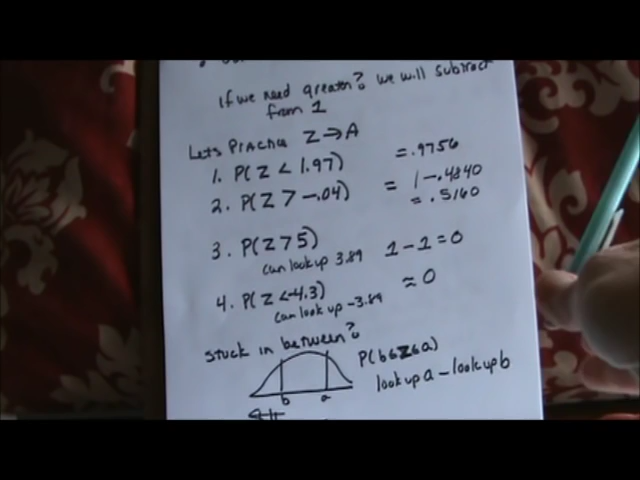 If we need greater? We will subtract
from 1
Lets Practice Z → A
1. P(Z < 1.97) = .9756
2. P(Z > -.04) = 1 - .4840
= .5160
3. P(Z > 5) 1 - 1 = 0
can look up 3.89
4. P(Z < -4.3) ≈ 0
can look up -3.89
Stuck in between?
P(b≤Z≤a)
look up a - look up b
b a